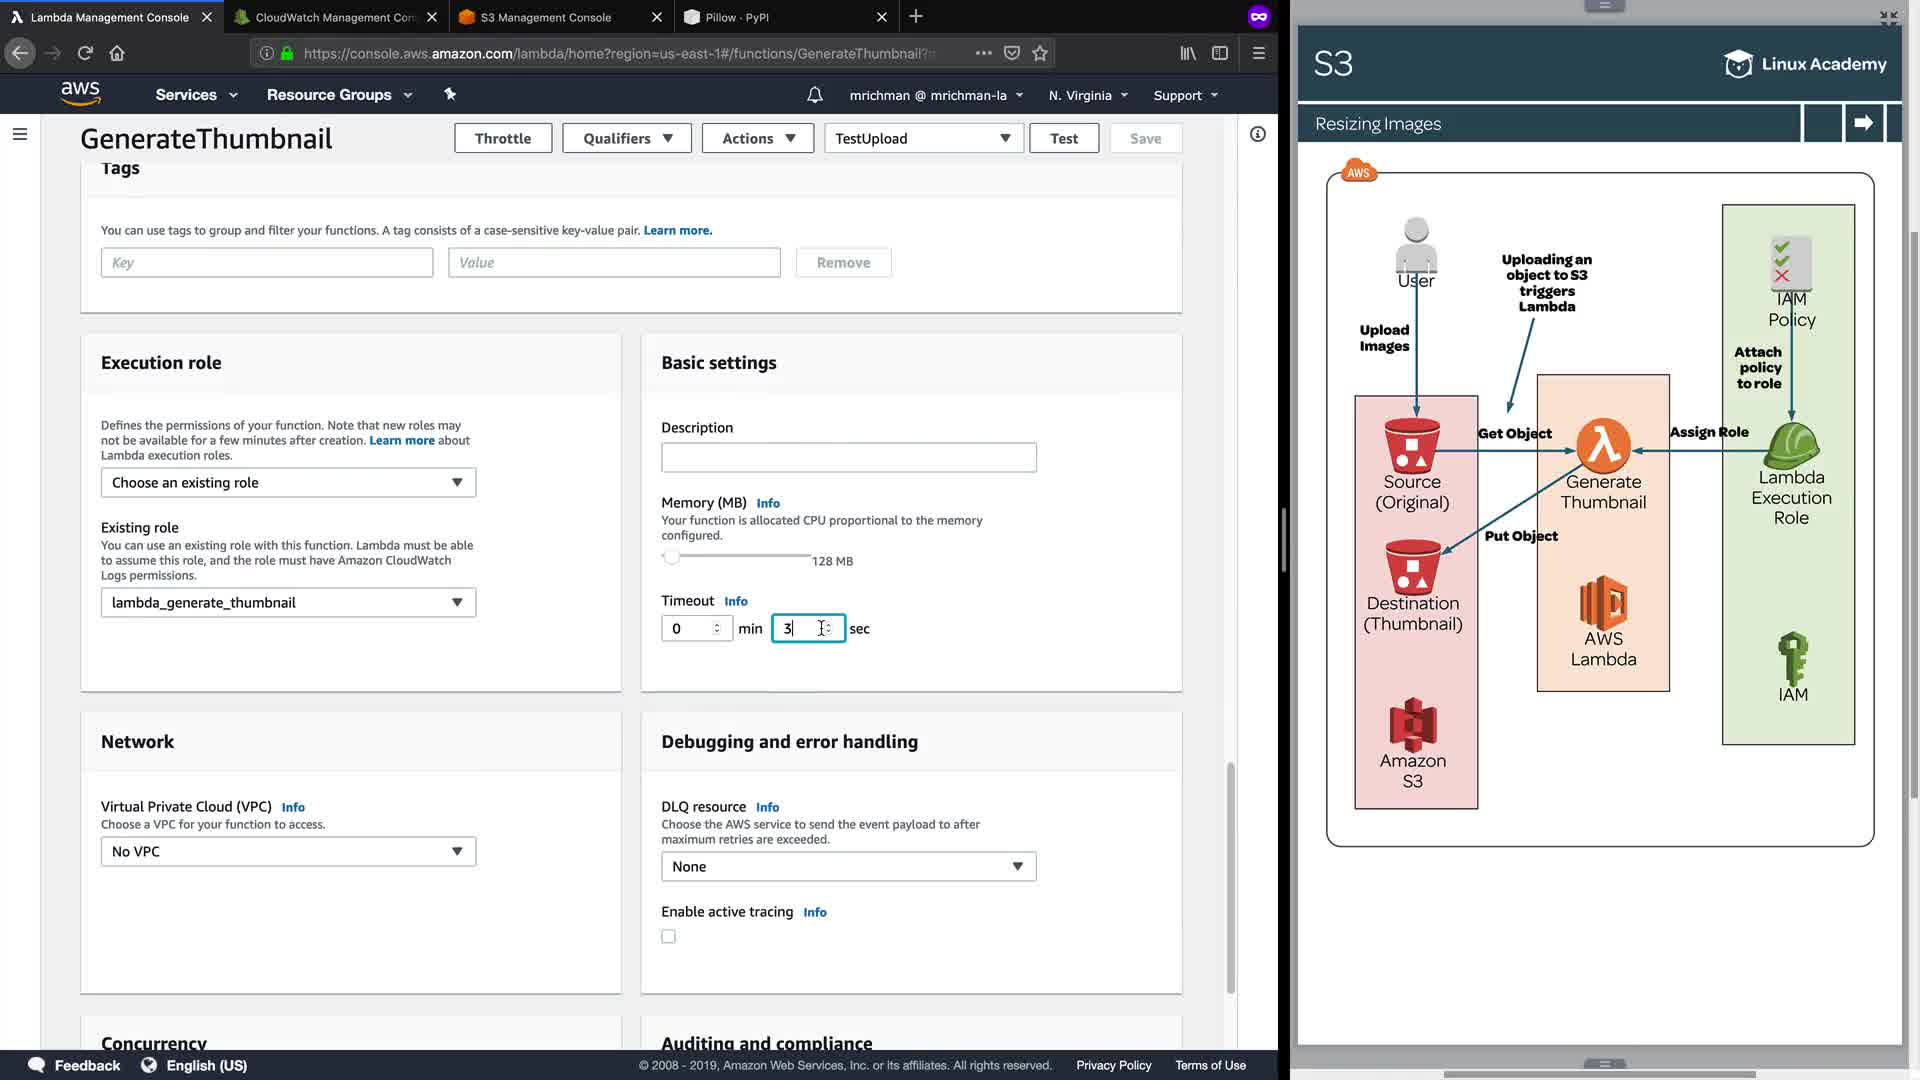 Lambda Management Console
CloudWatch Management Con
S3 Management Console
Pillow · PyPI
https://console.aws.amazon.com/lambda/home?region=us-east-1#/functions/GenerateThumbnail?
aws
Services
Resource Groups
mrichman @ mrichman-la
N. Virginia
Support
GenerateThumbnail
Throttle
Qualifiers
Actions
TestUpload
Test
Save
Tags
You can use tags to group and filter your functions. A tag consists of a case-sensitive key-value pair. Learn more.
Key
Value
Remove
Execution role
Defines the permissions of your function. Note that new roles may
not be available for a few minutes after creation. Learn more about
Lambda execution roles.
Choose an existing role
Existing role
You can use an existing role with this function. Lambda must be able
to assume this role, and the role must have Amazon CloudWatch
Logs permissions.
lambda_generate_thumbnail
Basic settings
Description
Memory (MB) Info
Your function is allocated CPU proportional to the memory
configured.
128 MB
Timeout Info
0 min 3 sec
Network
Virtual Private Cloud (VPC) Info
Choose a VPC for your function to access.
No VPC
Debugging and error handling
DLQ resource Info
Choose the AWS service to send the event payload to after
maximum retries are exceeded.
None
Enable active tracing Info
Concurrency
Auditing and compliance
Feedback
English (US)
© 2008 - 2019, Amazon Web Services, Inc. or its affiliates. All rights reserved.
Privacy Policy
Terms of Use
S3
Linux Academy
Resizing Images
AWS
User
Uploading an
object to S3
triggers
Lambda
IAM
Policy
Upload
Images
Attach
policy
to role
Get Object
Assign Role
Source
(Original)
Generate
Thumbnail
Lambda
Execution
Role
Put Object
Destination
(Thumbnail)
AWS
Lambda
IAM
Amazon
S3